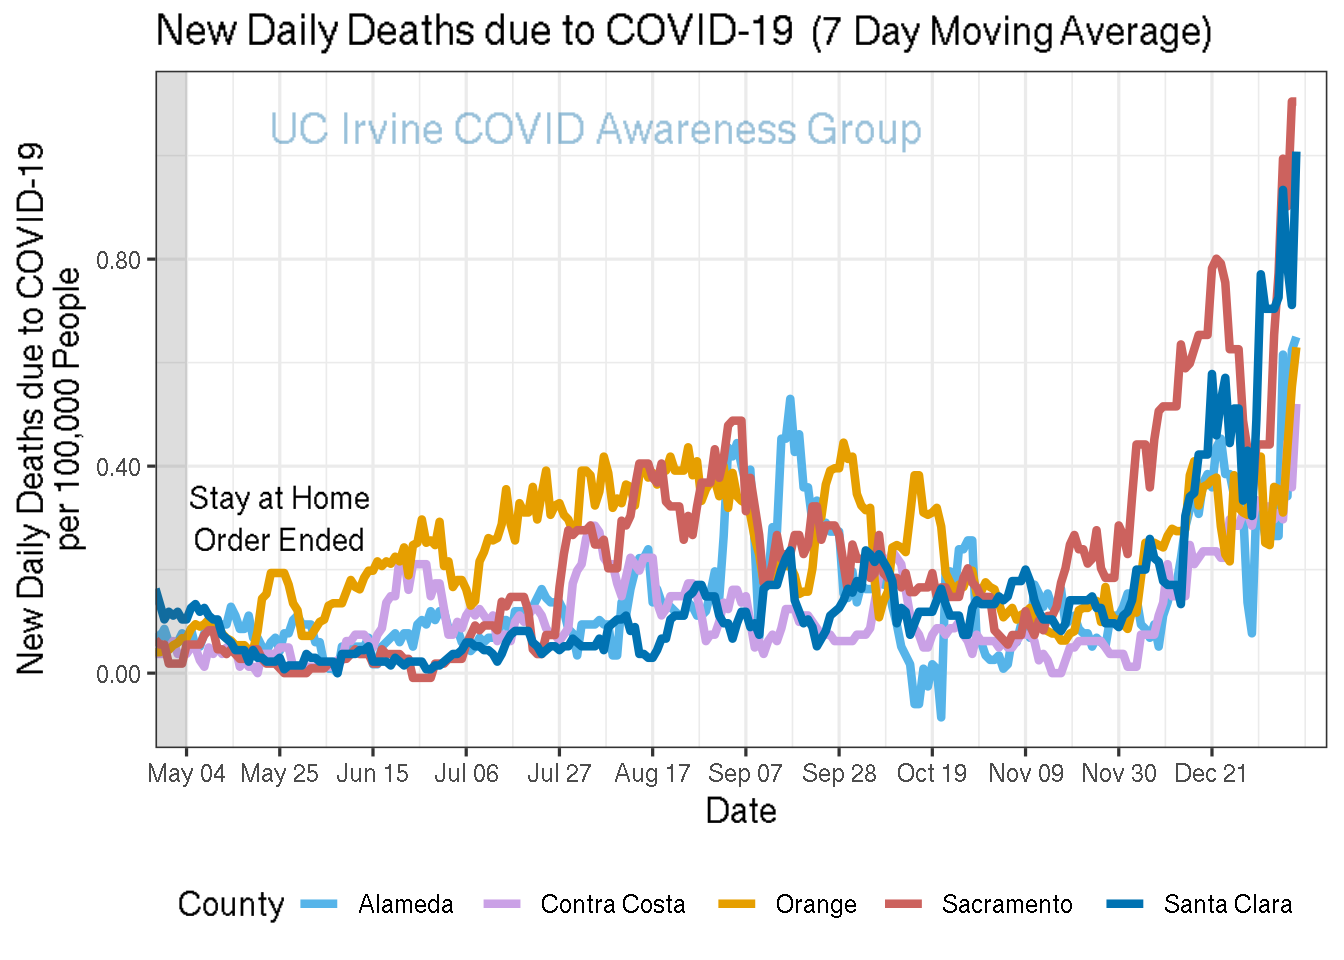 New Daily Deaths due to COVID-19 (7 Day Moving Average)
UC Irvine COVID Awareness Group
New Daily Deaths due to COVID-19
per 100,000 People
0.80
0.40
0.00
Stay at Home
Order Ended
May 04 May 25 Jun 15 Jul 06 Jul 27 Aug 17 Sep 07 Sep 28 Oct 19 Nov 09 Nov 30 Dec 21
Date
County Alameda Contra Costa Orange Sacramento Santa Clara